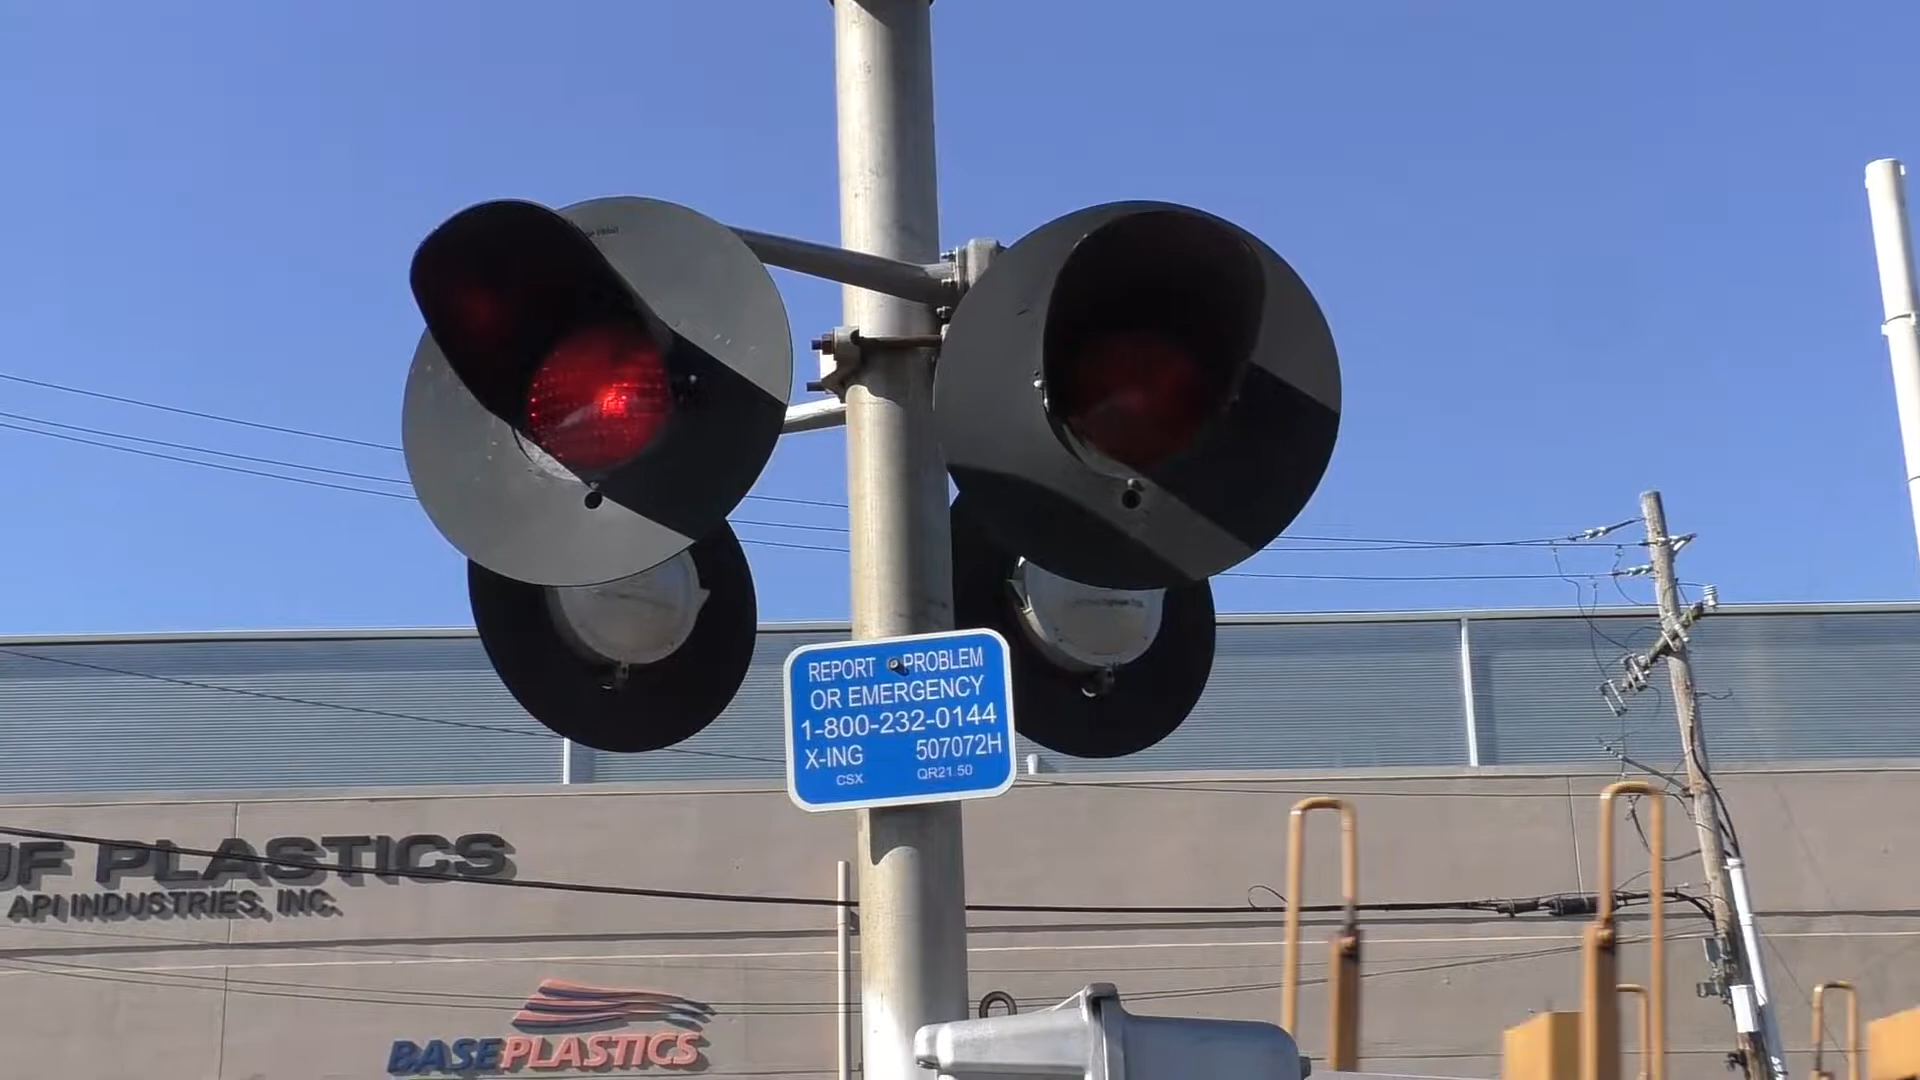 REPORT PROBLEM
OR EMERGENCY
1-800-232-0144
X-ING 507072H
CSX QR21.50
PLASTICS
API INDUSTRIES, INC.
BASEPLASTICS